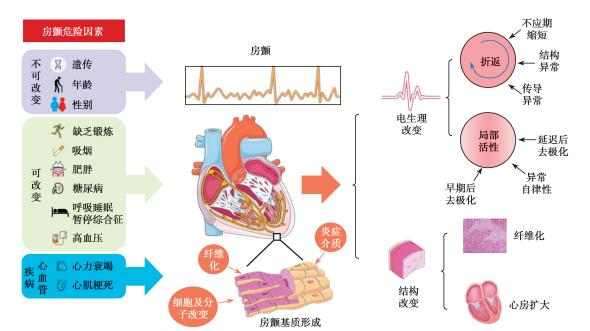 房颤危险因素
不可改变
遗传
年龄
性别
可改变
缺乏锻炼
吸烟
肥胖
糖尿病
呼吸睡眠
暂停综合征
高血压
心血管
疾病
心力衰竭
心肌梗死
房颤
纤维
化
炎症
介质
细胞及分
子改变
房颤基质形成
电生理
改变
折返
不应期
缩短
结构
异常
传导
异常
局部
活性
延迟后
去极化
异常
自律性
早期后
去极化
结构
改变
纤维化
心房扩大